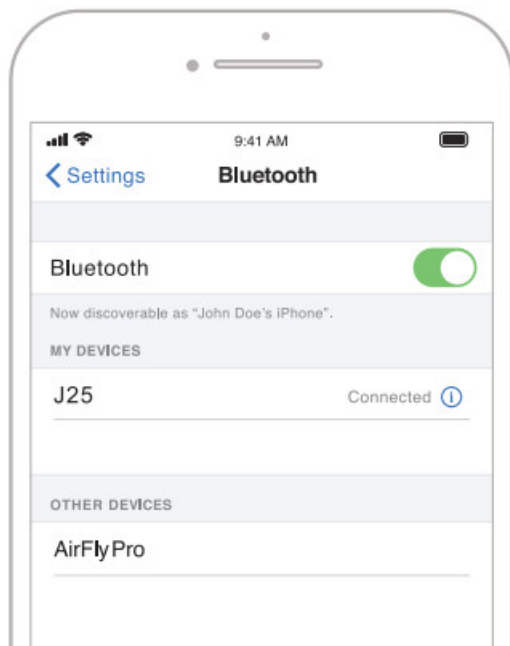 9:41 AM
Settings Bluetooth
Bluetooth
Now discoverable as “John Doe's iPhone”.
MY DEVICES
J25 Connected
OTHER DEVICES
AirFly Pro